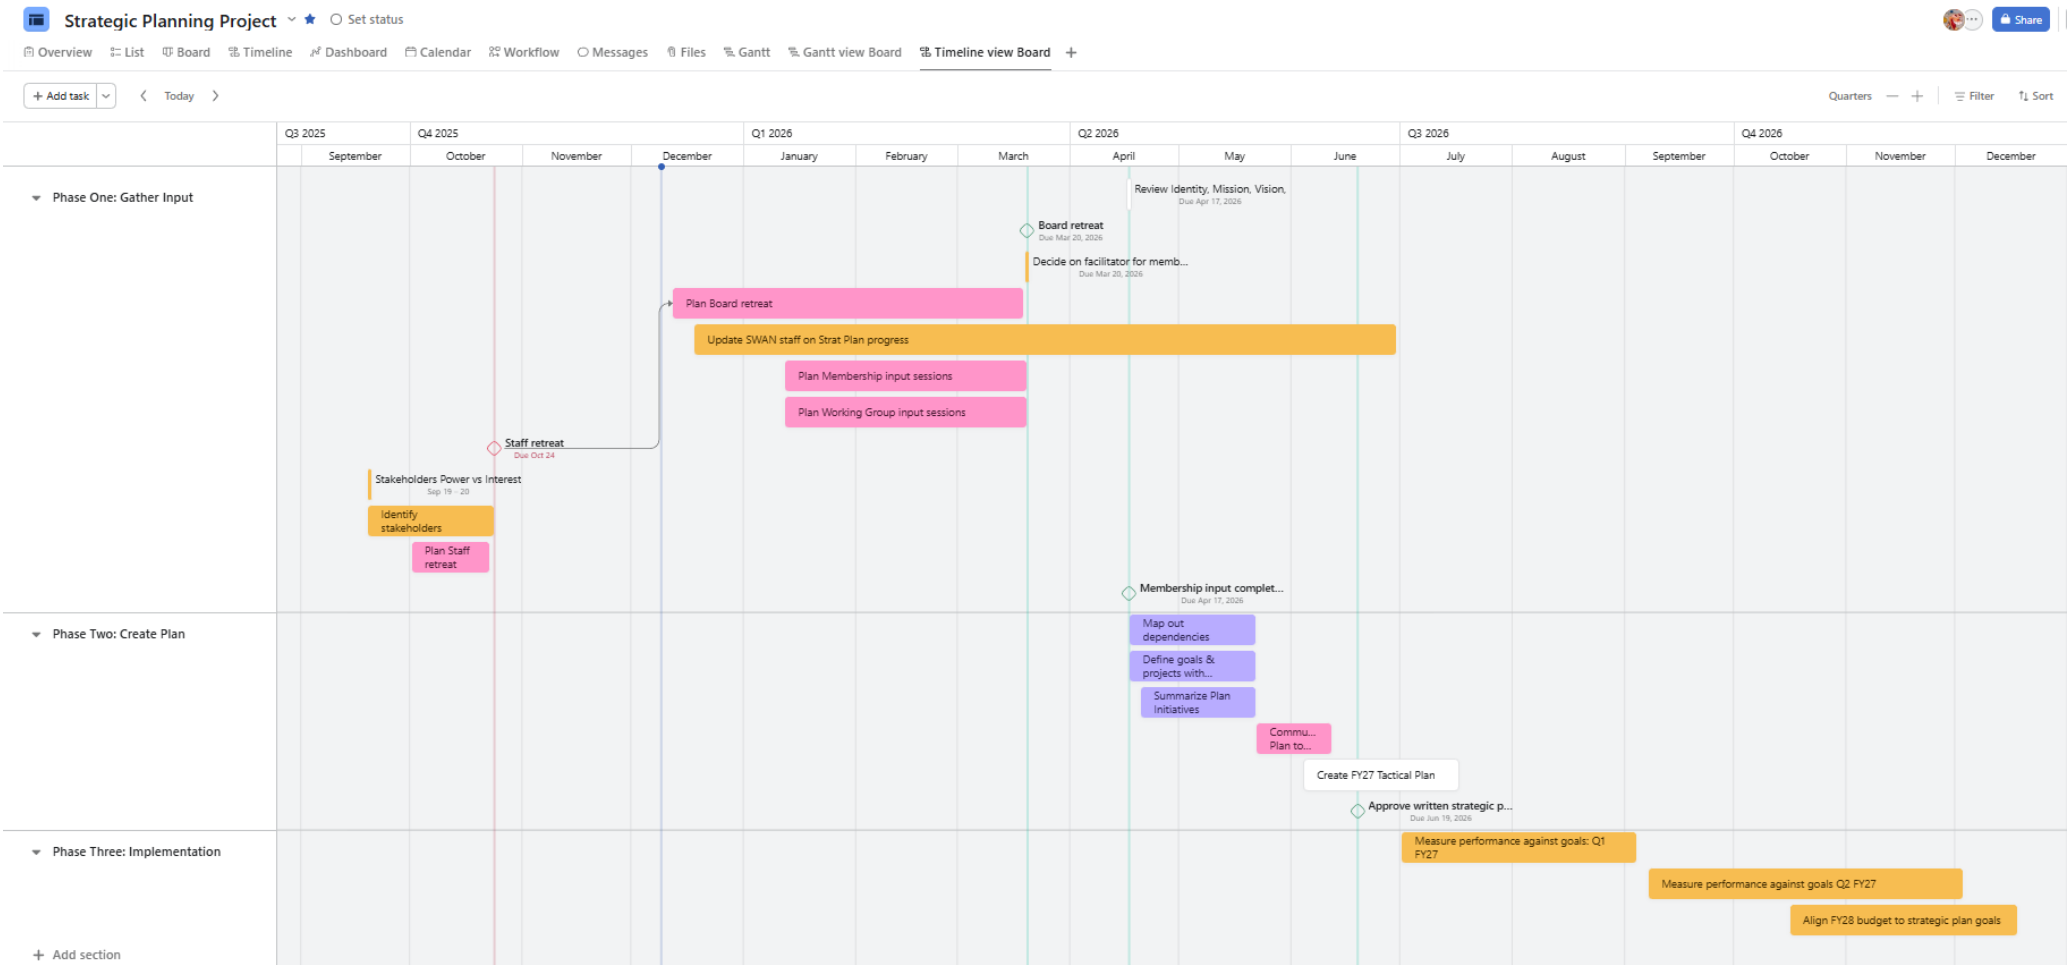 Strategic Planning Project
Set status
Share
Overview
List
Board
Timeline
Dashboard
Calendar
Workflow
Messages
Files
Gantt
Gantt view Board
Timeline view Board
+ Add task
Today
Quarters
Filter
Sort
Q3 2025
Q4 2025
Q1 2026
Q2 2026
Q3 2026
Q4 2026
September
October
November
December
January
February
March
April
May
June
July
August
September
October
November
December
Phase One: Gather Input
Review Identity, Mission, Vision,
Due Apr 17, 2026
Board retreat
Due Mar 20, 2026
Decide on facilitator for memb...
Due Mar 20, 2026
Plan Board retreat
Update SWAN staff on Strat Plan progress
Plan Membership input sessions
Plan Working Group input sessions
Staff retreat
Due Oct 24
Stakeholders Power vs Interest
Sep 19 - 20
Identify
stakeholders
Plan Staff
retreat
Membership input complet...
Due Apr 17, 2026
Phase Two: Create Plan
Map out
dependencies
Define goals &
projects with...
Summarize Plan
Initiatives
Commu...
Plan to...
Create FY27 Tactical Plan
Approve written strategic p...
Due Jun 19, 2026
Phase Three: Implementation
Measure performance against goals: Q1
FY27
Measure performance against goals Q2 FY27
Align FY28 budget to strategic plan goals
+ Add section